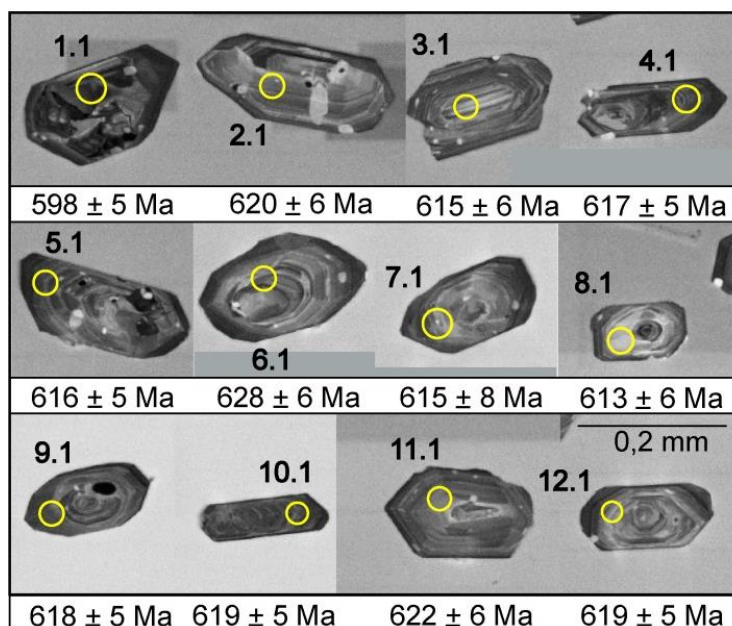 1.1
2.1
3.1
4.1
598 ± 5 Ma
620 ± 6 Ma
615 ± 6 Ma
617 ± 5 Ma
5.1
6.1
7.1
8.1
616 ± 5 Ma
628 ± 6 Ma
615 ± 8 Ma
613 ± 6 Ma
9.1
10.1
11.1
0,2 mm
12.1
618 ± 5 Ma
619 ± 5 Ma
622 ± 6 Ma
619 ± 5 Ma